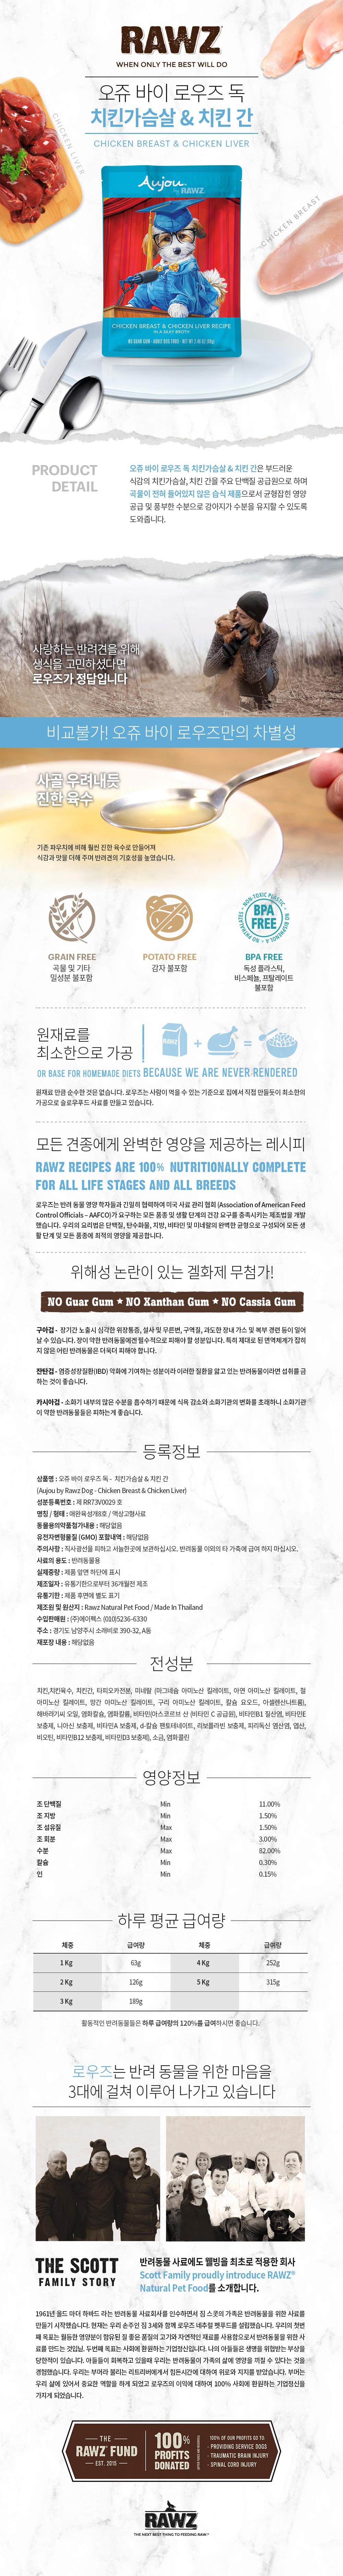 RAWZ
WHEN ONLY THE BEST WILL DO
오쥬 바이 로우즈 독
치킨가슴살 & 치킨 간
CHICKEN BREAST & CHICKEN LIVER
CHICKEN LIVER
CHICKEN BREAST
Aujou
by RAWZ
CHICKEN BREAST & CHICKEN LIVER RECIPE
IN A SILKY BROTH
PRODUCT
DETAIL
오쥬 바이 로우즈 독 치킨가슴살 & 치킨 간은 부드러운
식감의 치킨가슴살, 치킨 간을 주요 단백질 공급원으로 하며
곡물이 전혀 들어있지 않은 습식 제품으로서 균형잡힌 영양
공급 및 풍부한 수분으로 강아지가 수분을 유지할 수 있도록
도와줍니다.
사랑하는 반려견을 위해
생식을 고민하셨다면
로우즈가 정답입니다
비교불가! 오쥬 바이 로우즈만의 차별성
사골 우려내듯
진한 육수
기존 파우치에 비해 훨씬 진한 육수로 만들어져
식감과 맛을 더해 주며 반려견의 기호성을 높였습니다.
NON-TOXIC PLASTIC
NO BISPHENOL A
NO PHTHALATES
BPA
FREE
GRAIN FREE
곡물 및 기타
밀성분 불포함
POTATO FREE
감자 불포함
BPA FREE
독성 플라스틱,
비스페놀, 프탈레이트
불포함
원재료를
최소한으로 가공
RAWZ + =
OR BASE FOR HOMEMADE DIETS BECAUSE WE ARE NEVER RENDERED
원재료 만큼 순수한 것은 없습니다. 로우즈는 사람이 먹을 수 있는 기준으로 집에서 직접 만들듯이 최소한의
가공으로 슬로우푸드 사료를 만들고 있습니다.
모든 견종에게 완벽한 영양을 제공하는 레시피
RAWZ RECIPES ARE 100% NUTRITIONALLY COMPLETE
FOR ALL LIFE STAGES AND ALL BREEDS
로우즈는 반려 동물 영양 학자들과 긴밀히 협력하여 미국 사료 관리 협회 (Association of American Feed
Control Officials – AAFCO)가 요구하는 모든 품종 및 생활 단계의 건강 요구를 충족시키는 제조법을 개발
했습니다. 우리의 요리법은 단백질, 탄수화물, 지방, 비타민 및 미네랄의 완벽한 균형으로 구성되어 모든 생
활 단계 및 모든 품종에 최적의 영양을 제공합니다.
위해성 논란이 있는 겔화제 무첨가!
NO Guar Gum ★ NO Xanthan Gum ★ NO Cassia Gum
구아검 - 장기간 노출시 심각한 위장통증, 설사 및 무른변, 구역질, 과도한 장내 가스 및 복부 경련 등이 일어
날 수 있습니다. 장이 약한 반려동물에겐 필수적으로 피해야 할 성분입니다. 특히 제대로 된 면역체계가 잡히
지 않은 어린 반려동물은 더욱더 피해야 합니다.
잔탄검 - 염증성장질환(IBD) 악화에 기여하는 성분이라 이러한 질환을 앓고 있는 반려동물이라면 섭취를 금
하는 것이 좋습니다.
카시아검 - 소화기 내부의 많은 수분을 흡수하기 때문에 식욕 감소와 소화기관의 변화를 초래하니 소화기관
이 약한 반려동물들은 피하는게 좋습니다.
등록정보
상품명 : 오쥬 바이 로우즈 독 - 치킨가슴살 & 치킨 간
(Aujou by Rawz Dog - Chicken Breast & Chicken Liver)
성분등록번호 : 제 RR73V0029 호
명칭 / 형태 : 애완육성개8호 / 액상고형사료
동물용의약품첨가내용 : 해당없음
유전자변형물질 (GMO) 포함내역 : 해당없음
주의사항 : 직사광선을 피하고 서늘한곳에 보관하십시오. 반려동물 이외의 타 가축에 급여 하지 마십시오.
사료의 용도 : 반려동물용
실제중량 : 제품 앞면 하단에 표시
제조일자 : 유통기한으로부터 36개월전 제조
유통기한 : 제품 후면에 별도 표기
제조원 및 원산지 : Rawz Natural Pet Food / Made In Thailand
수입판매원 : (주)에이펙스 (010)5236-6330
주소 : 경기도 남양주시 소래비로 390-32, A동
재포장 내용 : 해당없음
전성분
치킨,치킨육수, 치킨간, 타피오카전분, 미네랄 (마그네슘 아미노산 킬레이트, 아연 아미노산 킬레이트, 철
아미노산 킬레이트, 망간 아미노산 킬레이트, 구리 아미노산 킬레이트, 칼슘 요오드, 아셀렌산나트륨),
해바라기씨 오일, 염화칼슘, 염화칼륨, 비타민(아스코르브 산 (비타민 C 공급원), 비타민B1 질산염, 비타민E
보충제, 니아신 보충제, 비타민A 보충제, d-칼슘 팬토테네이트, 리보플라빈 보충제, 피리독신 염산염, 엽산,
비오틴, 비타민B12 보충제, 비타민D3 보충제), 소금, 염화콜린
영양정보
조 단백질 Min 11.00%
조 지방 Min 1.50%
조 섬유질 Max 1.50%
조 회분 Max 3.00%
수분 Max 82.00%
칼슘 Min 0.30%
인 Min 0.15%
하루 평균 급여량
체중 급여량 체중 급여량
1 Kg 63g 4 Kg 252g
2 Kg 126g 5 Kg 315g
3 Kg 189g
활동적인 반려동물들은 하루 급여량의 120%를 급여하시면 좋습니다.
로우즈는 반려 동물을 위한 마음을
3대에 걸쳐 이루어 나가고 있습니다
THE SCOTT
FAMILY STORY
반려동물 사료에도 웰빙을 최초로 적용한 회사
Scott Family proudly introduce RAWZ®
Natural Pet Food를 소개합니다.
1961년 올드 마더 하바드 라는 반려동물 사료회사를 인수하면서 짐 스콧의 가족은 반려동물을 위한 사료를
만들기 시작했습니다. 현재는 우리 손주인 짐 3세와 함께 로우즈 네추럴 펫푸드를 설립했습니다. 우리의 첫번
째 목표는 월등한 영양분이 첨유된 질 좋은 품질의 고기와 자연적인 재료를 사용함으로서 반려동물을 위한 사
료를 만드는 것임닏. 두번째 목표는 사회에 환원하는 기업정신입니다. 나의 아들들은 생명을 위협받는 부상을
당한적이 있습니다. 아들들이 회복하고 있을때 우리는 반려동물이 가족의 삶에 영양을 끼칠 수 있다는 것을
경험했습니다. 우리는 부머라 불리는 리트리버에게서 힘든시간에 대하여 위로와 지지를 받았습니다. 부머는
우리 삶에 있어서 중요한 역할을 하게 되었고 로우즈의 이익에 대하여 100% 사회에 환원하는 기업정신을
가지게 되었습니다.
THE
RAWZ® FUND
EST. 2015
100%
PROFITS
DONATED
100% OF OUR PROFITS GO TO:
- PROVIDING SERVICE DOGS
- TRAUMATIC BRAIN INJURY
- SPINAL CORD INJURY
RAWZ
THE NEXT BEST THING TO FEEDING RAW™